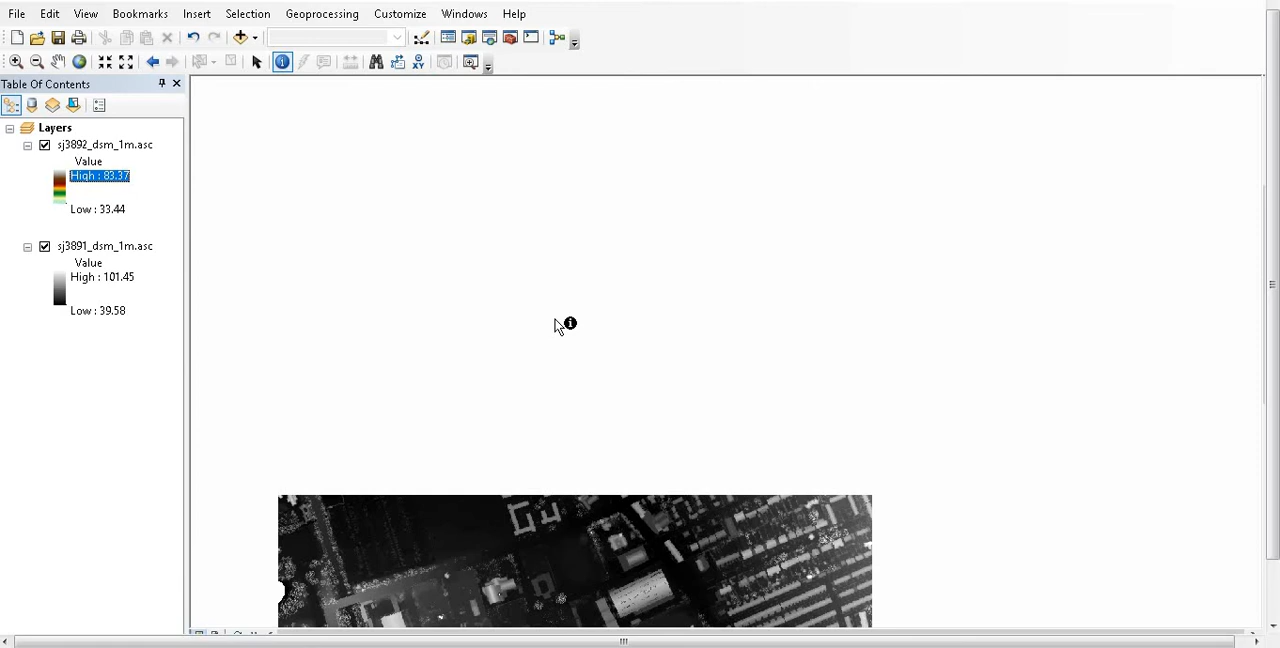 File Edit View Bookmarks Insert Selection Geoprocessing Customize Windows Help
XY
Table Of Contents
Layers
sj3892_dsm_1m.asc
Value
High : 83.37
Low : 33.44
sj3891_dsm_1m.asc
Value
High : 101.45
Low : 39.58